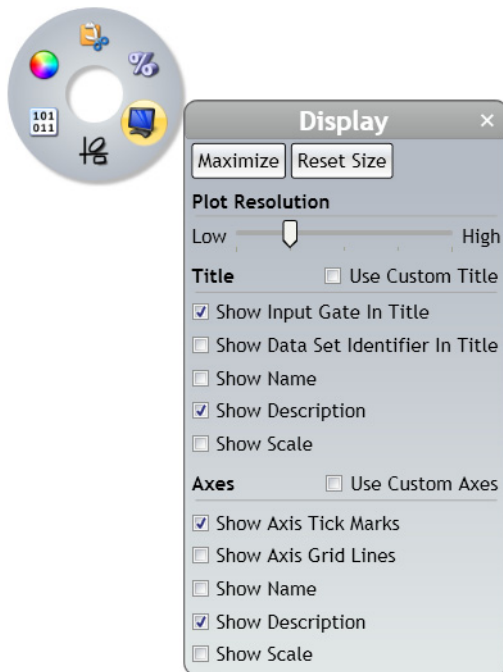 101
011
%
Display ×
Maximize Reset Size
Plot Resolution
Low High
Title Use Custom Title
Show Input Gate In Title
Show Data Set Identifier In Title
Show Name
Show Description
Show Scale
Axes Use Custom Axes
Show Axis Tick Marks
Show Axis Grid Lines
Show Name
Show Description
Show Scale